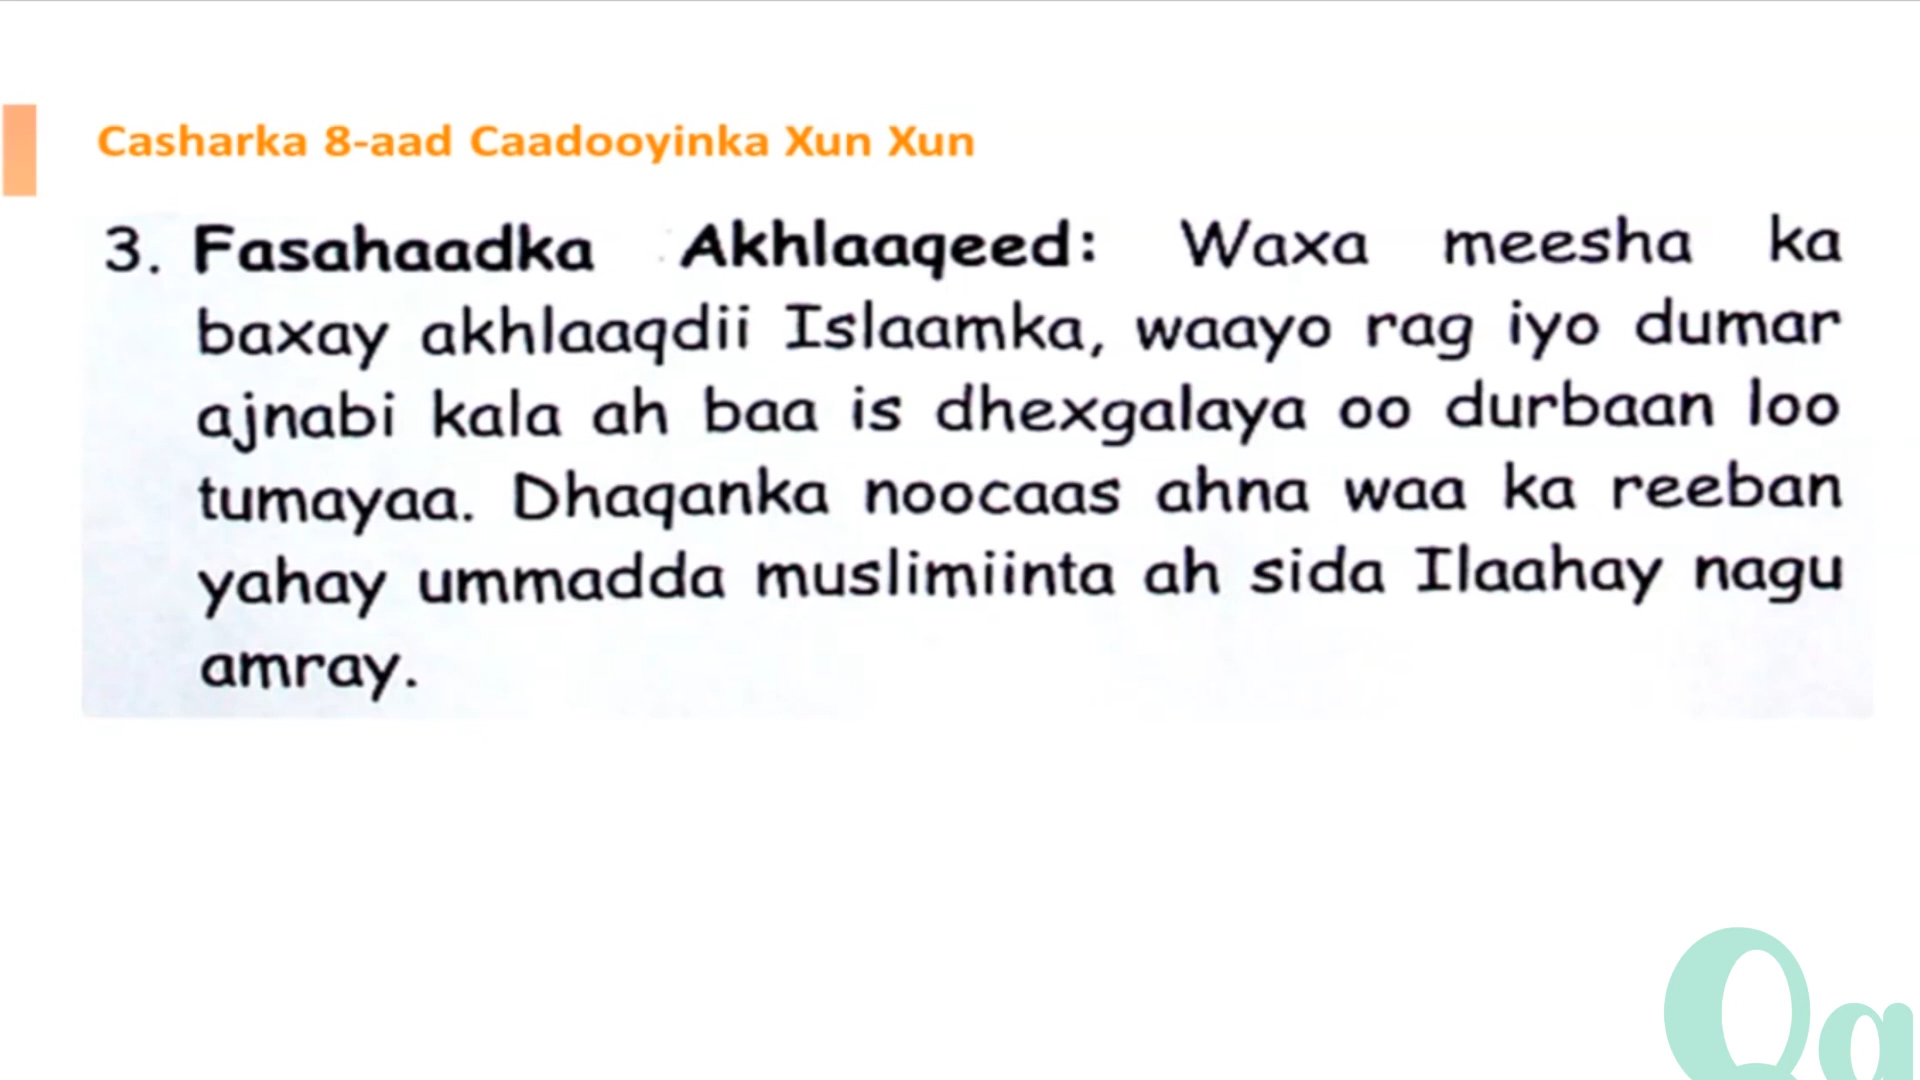 Casharka 8-aad Caadooyinka Xun Xun
3. Fasahaadka Akhlaaqeed: Waxa meesha ka
baxay akhlaaqdii Islaamka, waayo rag iyo dumar
ajnabi kala ah baa is dhexgalaya oo durbaan loo
tumayaa. Dhaqanka noocaas ahna waa ka reeban
yahay ummadda muslimiinta ah sida Ilaahay nagu
amray.
Qa